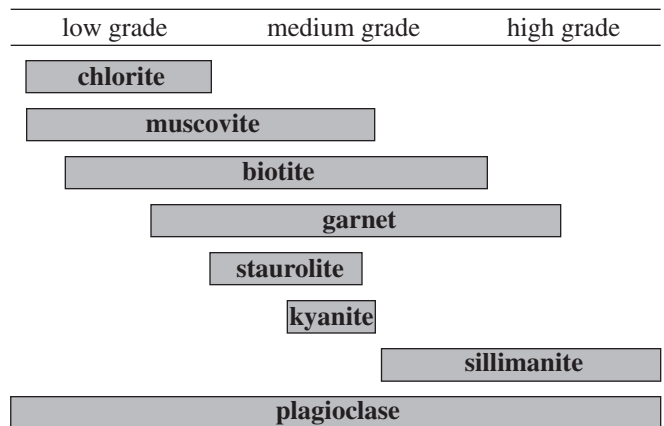 low grade medium grade high grade
chlorite
muscovite
biotite
garnet
staurolite
kyanite
sillimanite
plagioclase